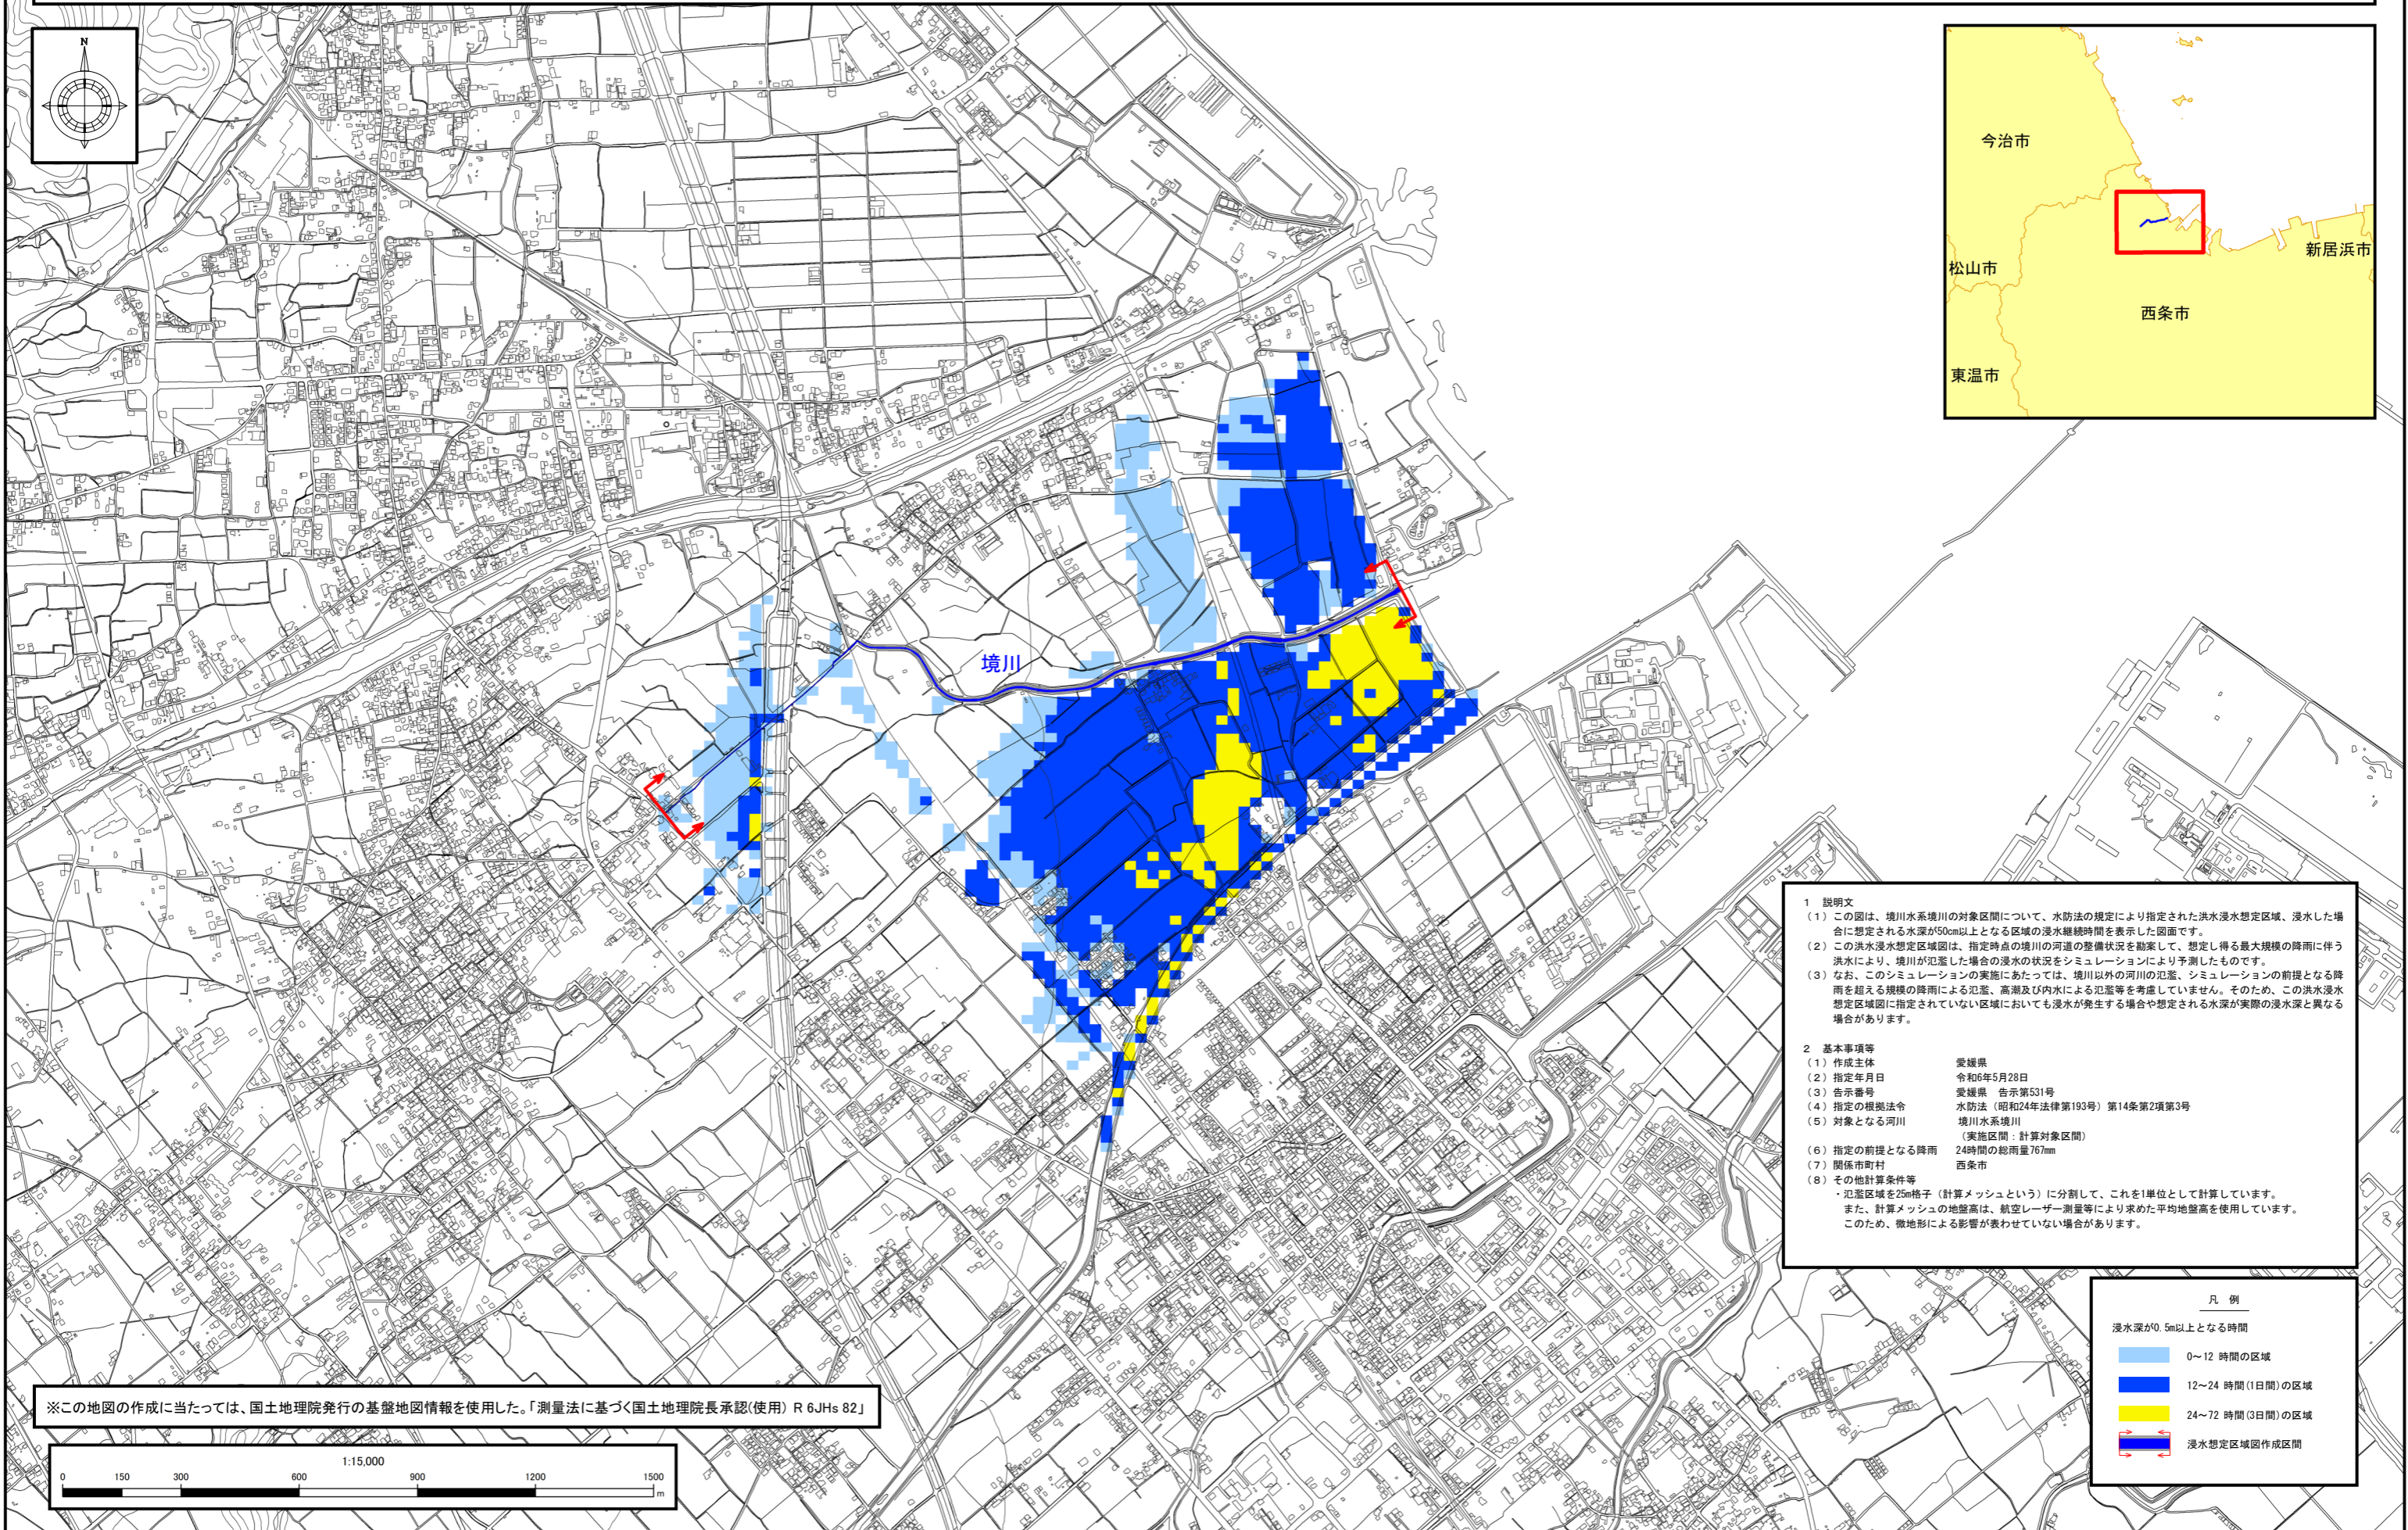 N
今治市
松山市
新居浜市
西条市
東温市
境川
1 説明文
(1)この図は、境川水系境川の対象区間について、水防法の規定により指定された洪水浸水想定区域、浸水した場
合に想定される水深が50cm以上となる区域の浸水継続時間を表示した図面です。
(2)この洪水浸水想定区域図は、指定時点の境川の河道の整備状況を勘案して、想定し得る最大規模の降雨に伴う
洪水により、境川が氾濫した場合の浸水の状況をシミュレーションにより予測したものです。
(3)なお、このシミュレーションの実施にあたっては、境川以外の河川の氾濫、シミュレーションの前提となる降
雨を超える規模の降雨による氾濫、高潮及び内水による氾濫等を考慮していません。そのため、この洪水浸水
想定区域図に指定されていない区域においても浸水が発生する場合や想定される水深が実際の浸水深と異なる
場合があります。
2 基本事項等
(1)作成主体 愛媛県
(2)指定年月日 令和6年5月28日
(3)告示番号 愛媛県 告示第531号
(4)指定の根拠法令 水防法(昭和24年法律第193号)第14条第2項第3号
(5)対象となる河川 境川水系境川
(実施区間:計算対象区間)
(6)指定の前提となる降雨 24時間の総雨量767mm
(7)関係市町村 西条市
(8)その他計算条件等
・氾濫区域を25m格子(計算メッシュという)に分割して、これを1単位として計算しています。
また、計算メッシュの地盤高は、航空レーザー測量等により求めた平均地盤高を使用しています。
このため、微地形による影響が表わせていない場合があります。
凡 例
浸水深が0.5m以上となる時間
0～12 時間の区域
12～24 時間(1日間)の区域
24～72 時間(3日間)の区域
浸水想定区域図作成区間
※この地図の作成に当たっては、国土地理院発行の基盤地図情報を使用した。「測量法に基づく国土地理院長承認(使用) R 6JHs 82」
1:15,000
0 150 300 600 900 1200 1500
m